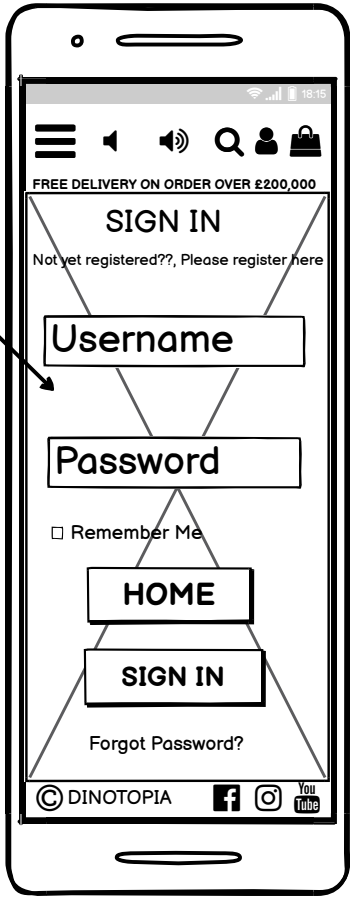 18:15
FREE DELIVERY ON ORDER OVER £200,000
SIGN IN
Not yet registered??, Please register here
Username
Password
Remember Me
HOME
SIGN IN
Forgot Password?
© DINOTOPIA
You
Tube